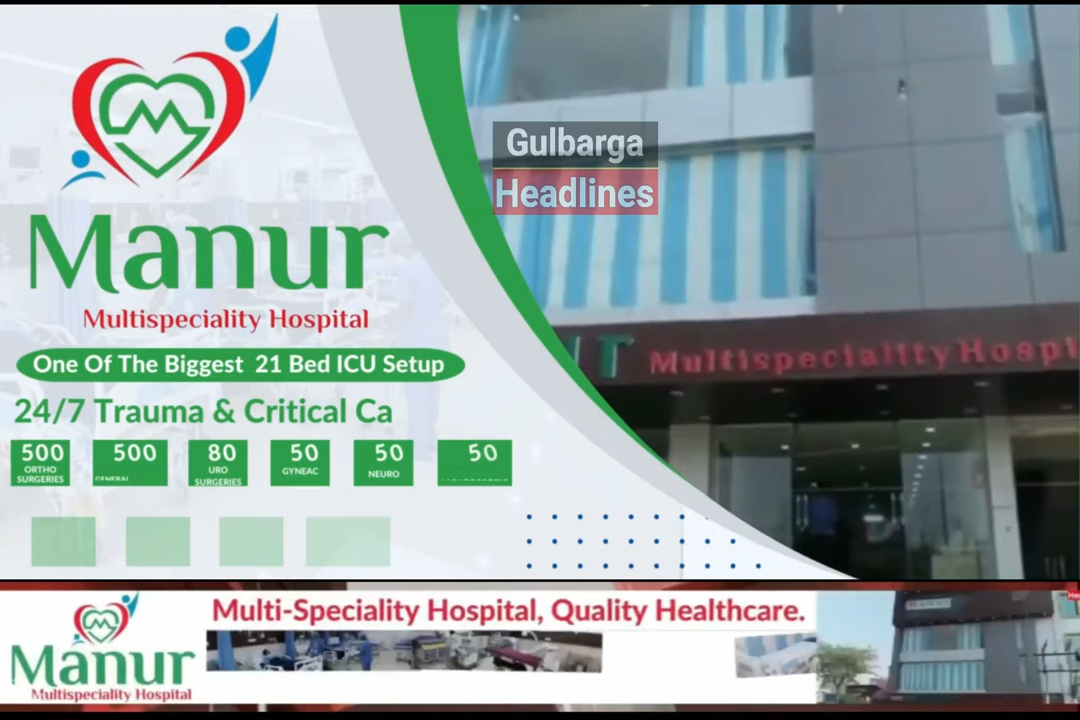 Manur
Multispeciality Hospital
One Of The Biggest 21 Bed ICU Setup
24/7 Trauma & Critical Ca
500
ORTHO
SURGERIES
500
GENERAL
80
URO
SURGERIES
50
GYNEAC
50
NEURO
50
Gulbarga
Headlines
r Multispeciality Hospi
Multi-Speciality Hospital, Quality Healthcare.
Manur
Multispeciality Hospital